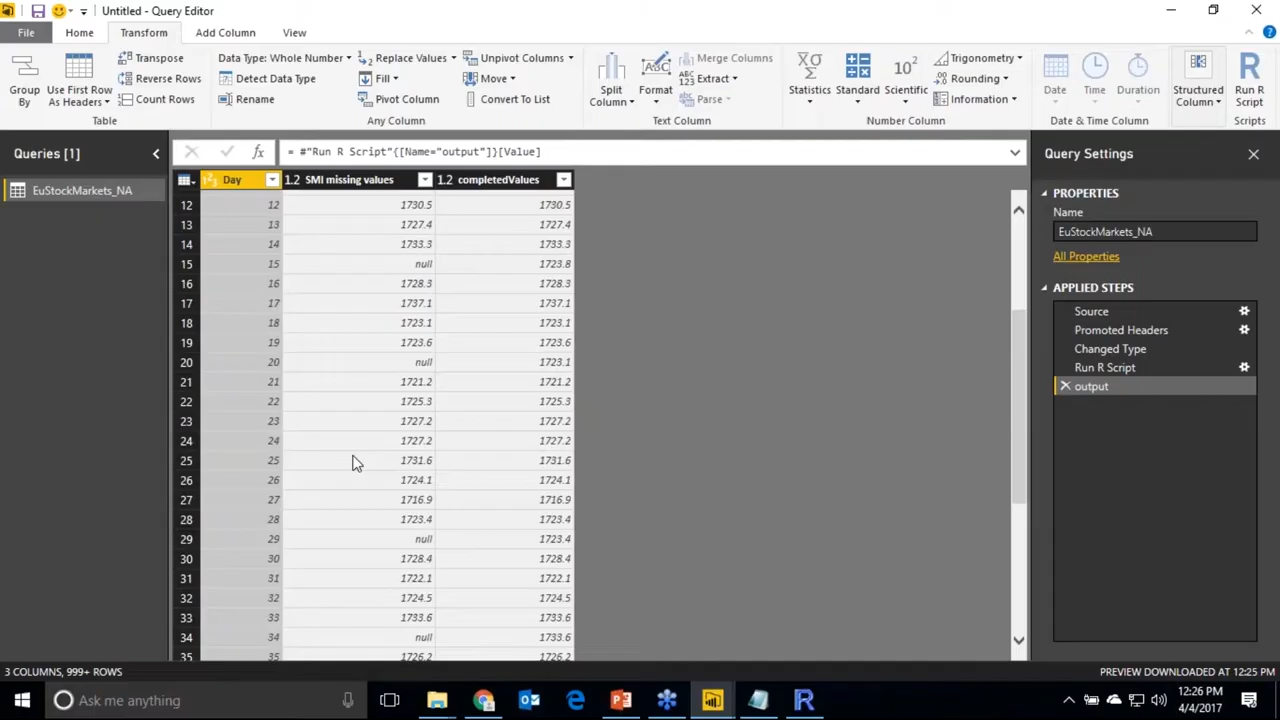 Untitled - Query Editor
File Home Transform Add Column View
Group By
Use First Row As Headers
Transpose
Reverse Rows
Count Rows
Table
Data Type: Whole Number
Detect Data Type
Rename
Replace Values
Fill
Pivot Column
Unpivot Columns
Move
Convert To List
Any Column
Split Column
Format
ABC
123
Merge Columns
Extract
Parse
Text Column
Statistics
Standard
10²
Scientific
Trigonometry
Rounding
Information
Number Column
Date
Time
Duration
Date & Time Column
Structured Column
Run R Script
Scripts
Queries [1]
EuStockMarkets_NA
fx = #"Run R Script"{[Name="output"]}[Value]
Day 1.2 SMI missing values 1.2 completedValues
12 12 1730.5 1730.5
13 13 1727.4 1727.4
14 14 1733.3 1733.3
15 15 null 1723.8
16 16 1728.3 1728.3
17 17 1737.1 1737.1
18 18 1723.1 1723.1
19 19 1723.6 1723.6
20 20 null 1723.1
21 21 1721.2 1721.2
22 22 1725.3 1725.3
23 23 1727.2 1727.2
24 24 1727.2 1727.2
25 25 1731.6 1731.6
26 26 1724.1 1724.1
27 27 1716.9 1716.9
28 28 1723.4 1723.4
29 29 null 1723.4
30 30 1728.4 1728.4
31 31 1722.1 1722.1
32 32 1724.5 1724.5
33 33 1733.6 1733.6
34 34 null 1733.6
35 35 1726.2 1726.2
Query Settings
PROPERTIES
Name
EuStockMarkets_NA
All Properties
APPLIED STEPS
Source
Promoted Headers
Changed Type
Run R Script
output
3 COLUMNS, 999+ ROWS
PREVIEW DOWNLOADED AT 12:25 PM
Ask me anything
12:26 PM
4/4/2017